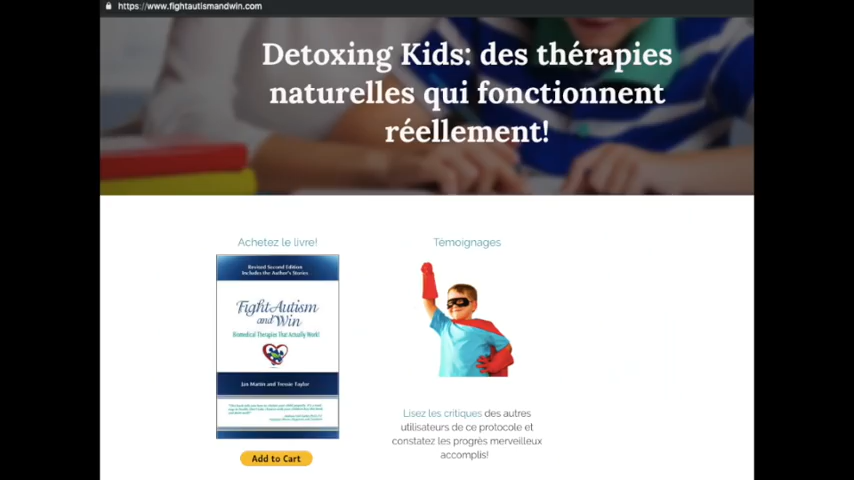 https://www.fightautismandwin.com
Detoxing Kids: des thérapies
naturelles qui fonctionnent
réellement!
Achetez le livre!
Témoignages
Revised Second Edition
Includes the Author's Stories
Fight Autism
and Win
Biomedical Therapies That Actually Work!
Jan Martin and Tressie Taylor
Add to Cart
Lisez les critiques des autres
utilisateurs de ce protocole et
constatez les progrès merveilleux
accomplis!